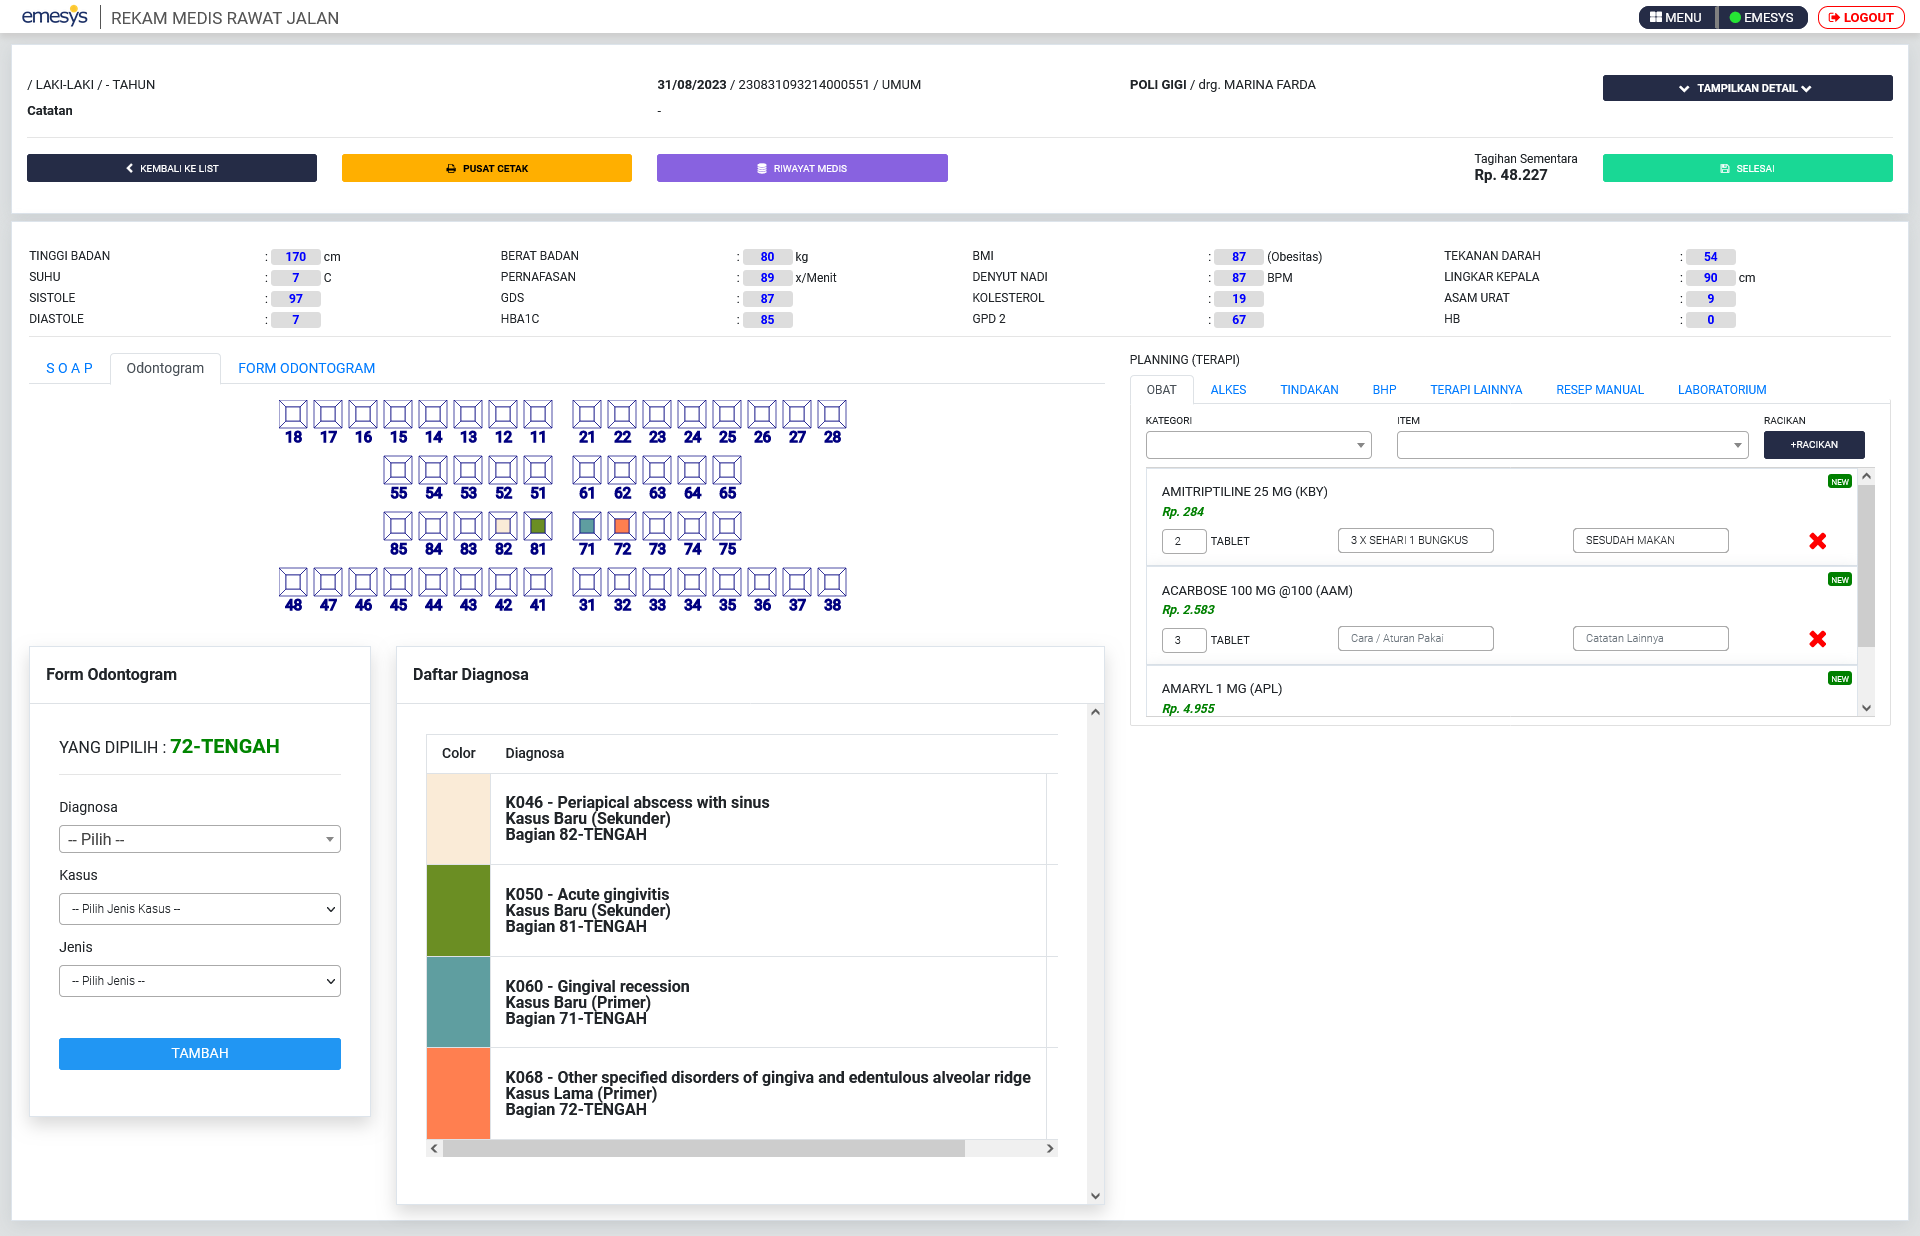 emesys
REKAM MEDIS RAWAT JALAN
MENU
EMESYS
LOGOUT
/ LAKI-LAKI / - TAHUN
31/08/2023 / 230831093214000551 / UMUM
POLI GIGI / drg. MARINA FARDA
TAMPILKAN DETAIL
Catatan
-
KEMBALI KE LIST
PUSAT CETAK
RIWAYAT MEDIS
Tagihan Sementara
Rp. 48.227
SELESAI
TINGGI BADAN : 170 cm
BERAT BADAN : 80 kg
BMI : 87 (Obesitas)
TEKANAN DARAH : 54
SUHU : 7 C
PERNAFASAN : 89 x/Menit
DENYUT NADI : 87 BPM
LINGKAR KEPALA : 90 cm
SISTOLE : 97
GDS : 87
KOLESTEROL : 19
ASAM URAT : 9
DIASTOLE : 7
HBA1C : 85
GPD 2 : 67
HB : 0
S O A P
Odontogram
FORM ODONTOGRAM
18 17 16 15 14 13 12 11 21 22 23 24 25 26 27 28
55 54 53 52 51 61 62 63 64 65
85 84 83 82 81 71 72 73 74 75
48 47 46 45 44 43 42 41 31 32 33 34 35 36 37 38
Form Odontogram
YANG DIPILIH : 72-TENGAH
Diagnosa
-- Pilih --
Kasus
-- Pilih Jenis Kasus --
Jenis
-- Pilih Jenis --
TAMBAH
Daftar Diagnosa
Color Diagnosa
K046 - Periapical abscess with sinus
Kasus Baru (Sekunder)
Bagian 82-TENGAH
K050 - Acute gingivitis
Kasus Baru (Sekunder)
Bagian 81-TENGAH
K060 - Gingival recession
Kasus Baru (Primer)
Bagian 71-TENGAH
K068 - Other specified disorders of gingiva and edentulous alveolar ridge
Kasus Lama (Primer)
Bagian 72-TENGAH
PLANNING (TERAPI)
OBAT
ALKES
TINDAKAN
BHP
TERAPI LAINNYA
RESEP MANUAL
LABORATORIUM
KATEGORI
ITEM
RACIKAN
+RACIKAN
NEW
AMITRIPTILINE 25 MG (KBY)
Rp. 284
2 TABLET
3 X SEHARI 1 BUNGKUS
SESUDAH MAKAN
NEW
ACARBOSE 100 MG @100 (AAM)
Rp. 2.583
3 TABLET
Cara / Aturan Pakai
Catatan Lainnya
NEW
AMARYL 1 MG (APL)
Rp. 4.955